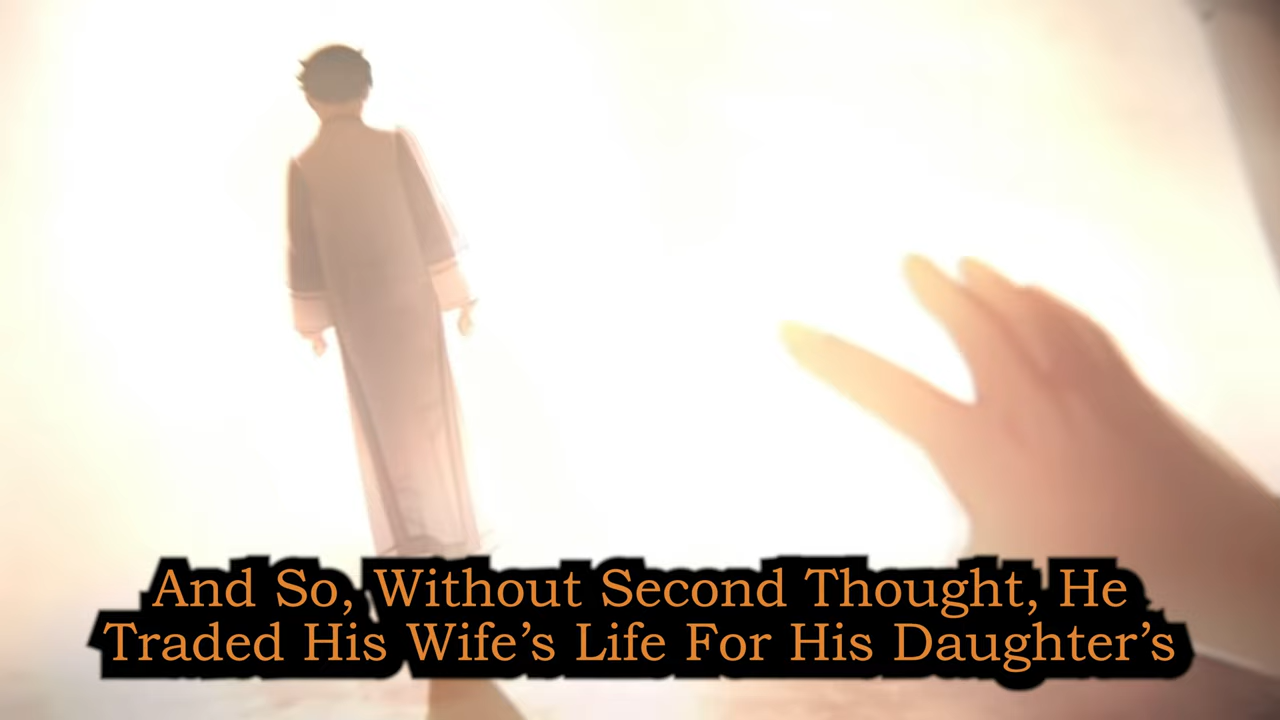 And So, Without Second Thought, He
Traded His Wife’s Life For His Daughter’s